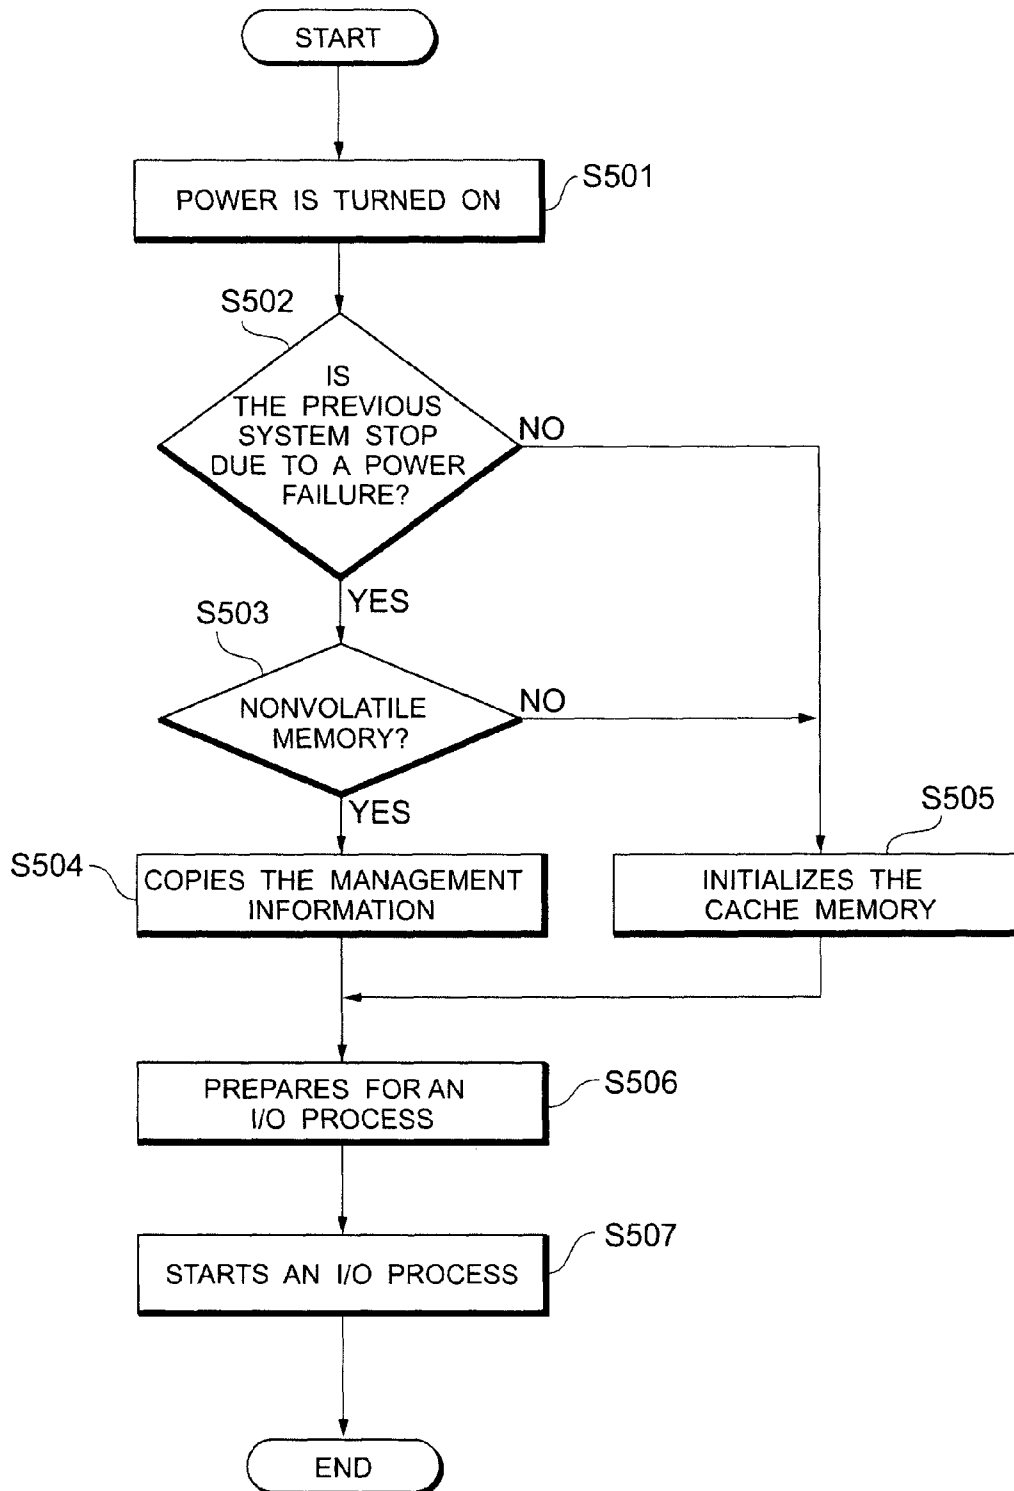 START
POWER IS TURNED ON
S501
S502
IS
THE PREVIOUS
SYSTEM STOP
DUE TO A POWER
FAILURE?
NO
YES
S503
NONVOLATILE
MEMORY?
NO
YES
S504
COPIES THE MANAGEMENT
INFORMATION
S505
INITIALIZES THE
CACHE MEMORY
PREPARES FOR AN
I/O PROCESS
S506
STARTS AN I/O PROCESS
S507
END